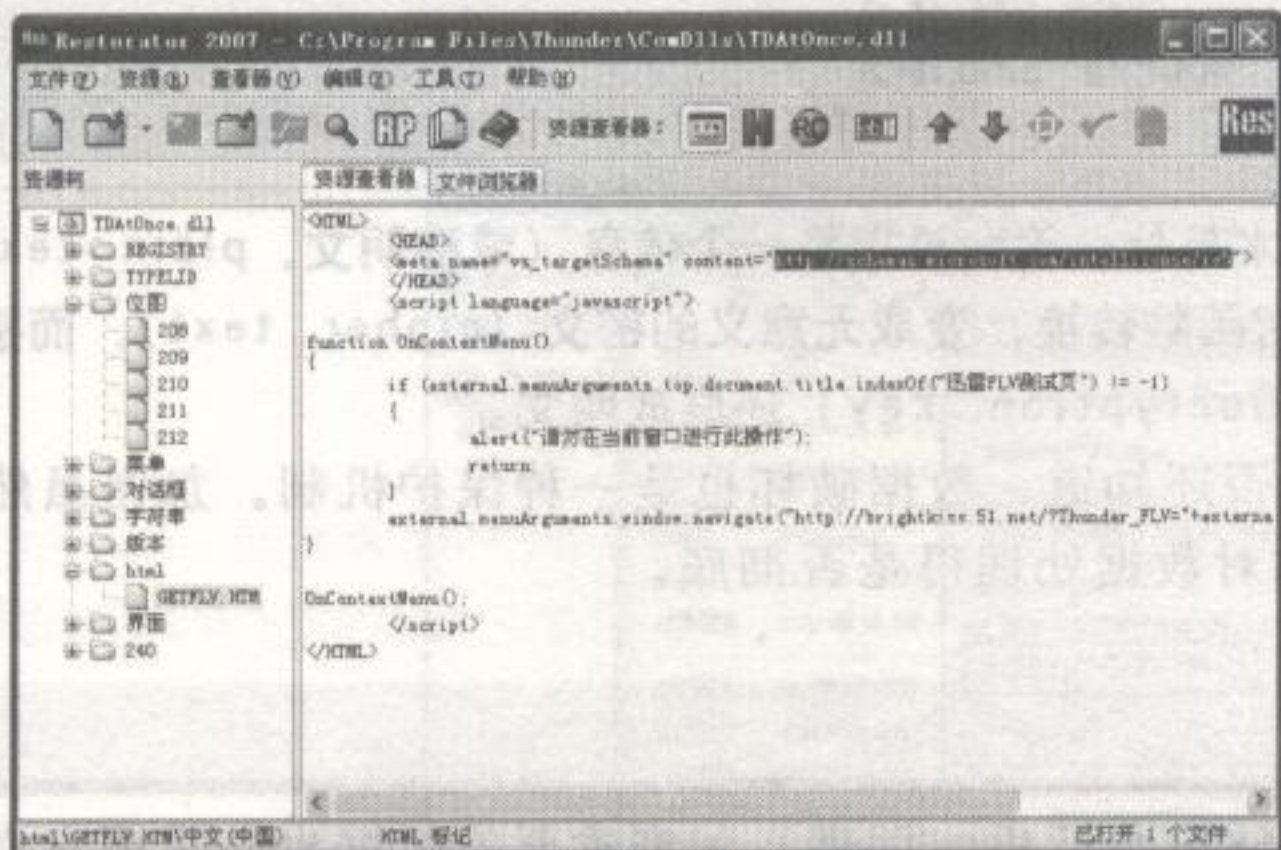 Restorator 2007 - C:\Program Files\Thunder\ComDlls\TDAtOnce.dll
文件(F) 资源(R) 查看器(V) 编辑(E) 工具(T) 帮助(H)
资源查看器:
Res
资源树
资源查看器 文件浏览器
TDAtOnce.dll
REGISTRY
TYPELIB
位图
208
209
210
211
212
菜单
对话框
字符串
版本
html
GETFLV.HTM
界面
240
<HTML>
<HEAD>
<meta name="vs_targetSchema" content="http://schemas.microsoft.com/intellisense/ie5">
</HEAD>
<script language="javascript">
function OnContextMenu()
{
if (external.menuArguments.top.document.title.indexOf("迅雷FLV测试页") != -1)
{
alert("请勿在当前窗口进行此操作");
return;
}
external.menuArguments.window.navigate("http://brightkiss.51.net/?Thunder_FLV="+externa
}
OnContextMenu();
</script>
</HTML>
html\GETFLV.HTM\中文(中国) HTML 标记 已打开 1 个文件